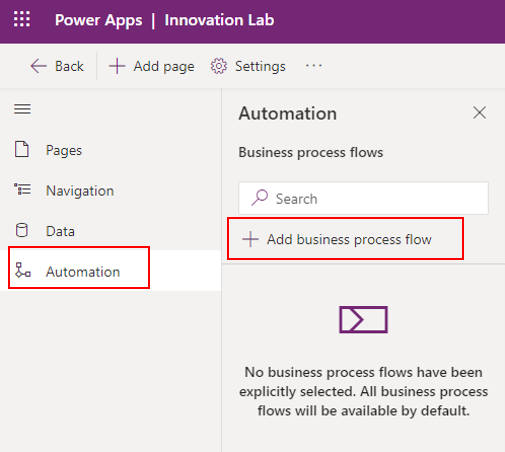 Power Apps | Innovation Lab
Back
Add page
Settings
Pages
Navigation
Data
Automation
Automation
Business process flows
Search
Add business process flow
No business process flows have been
explicitly selected. All business process
flows will be available by default.